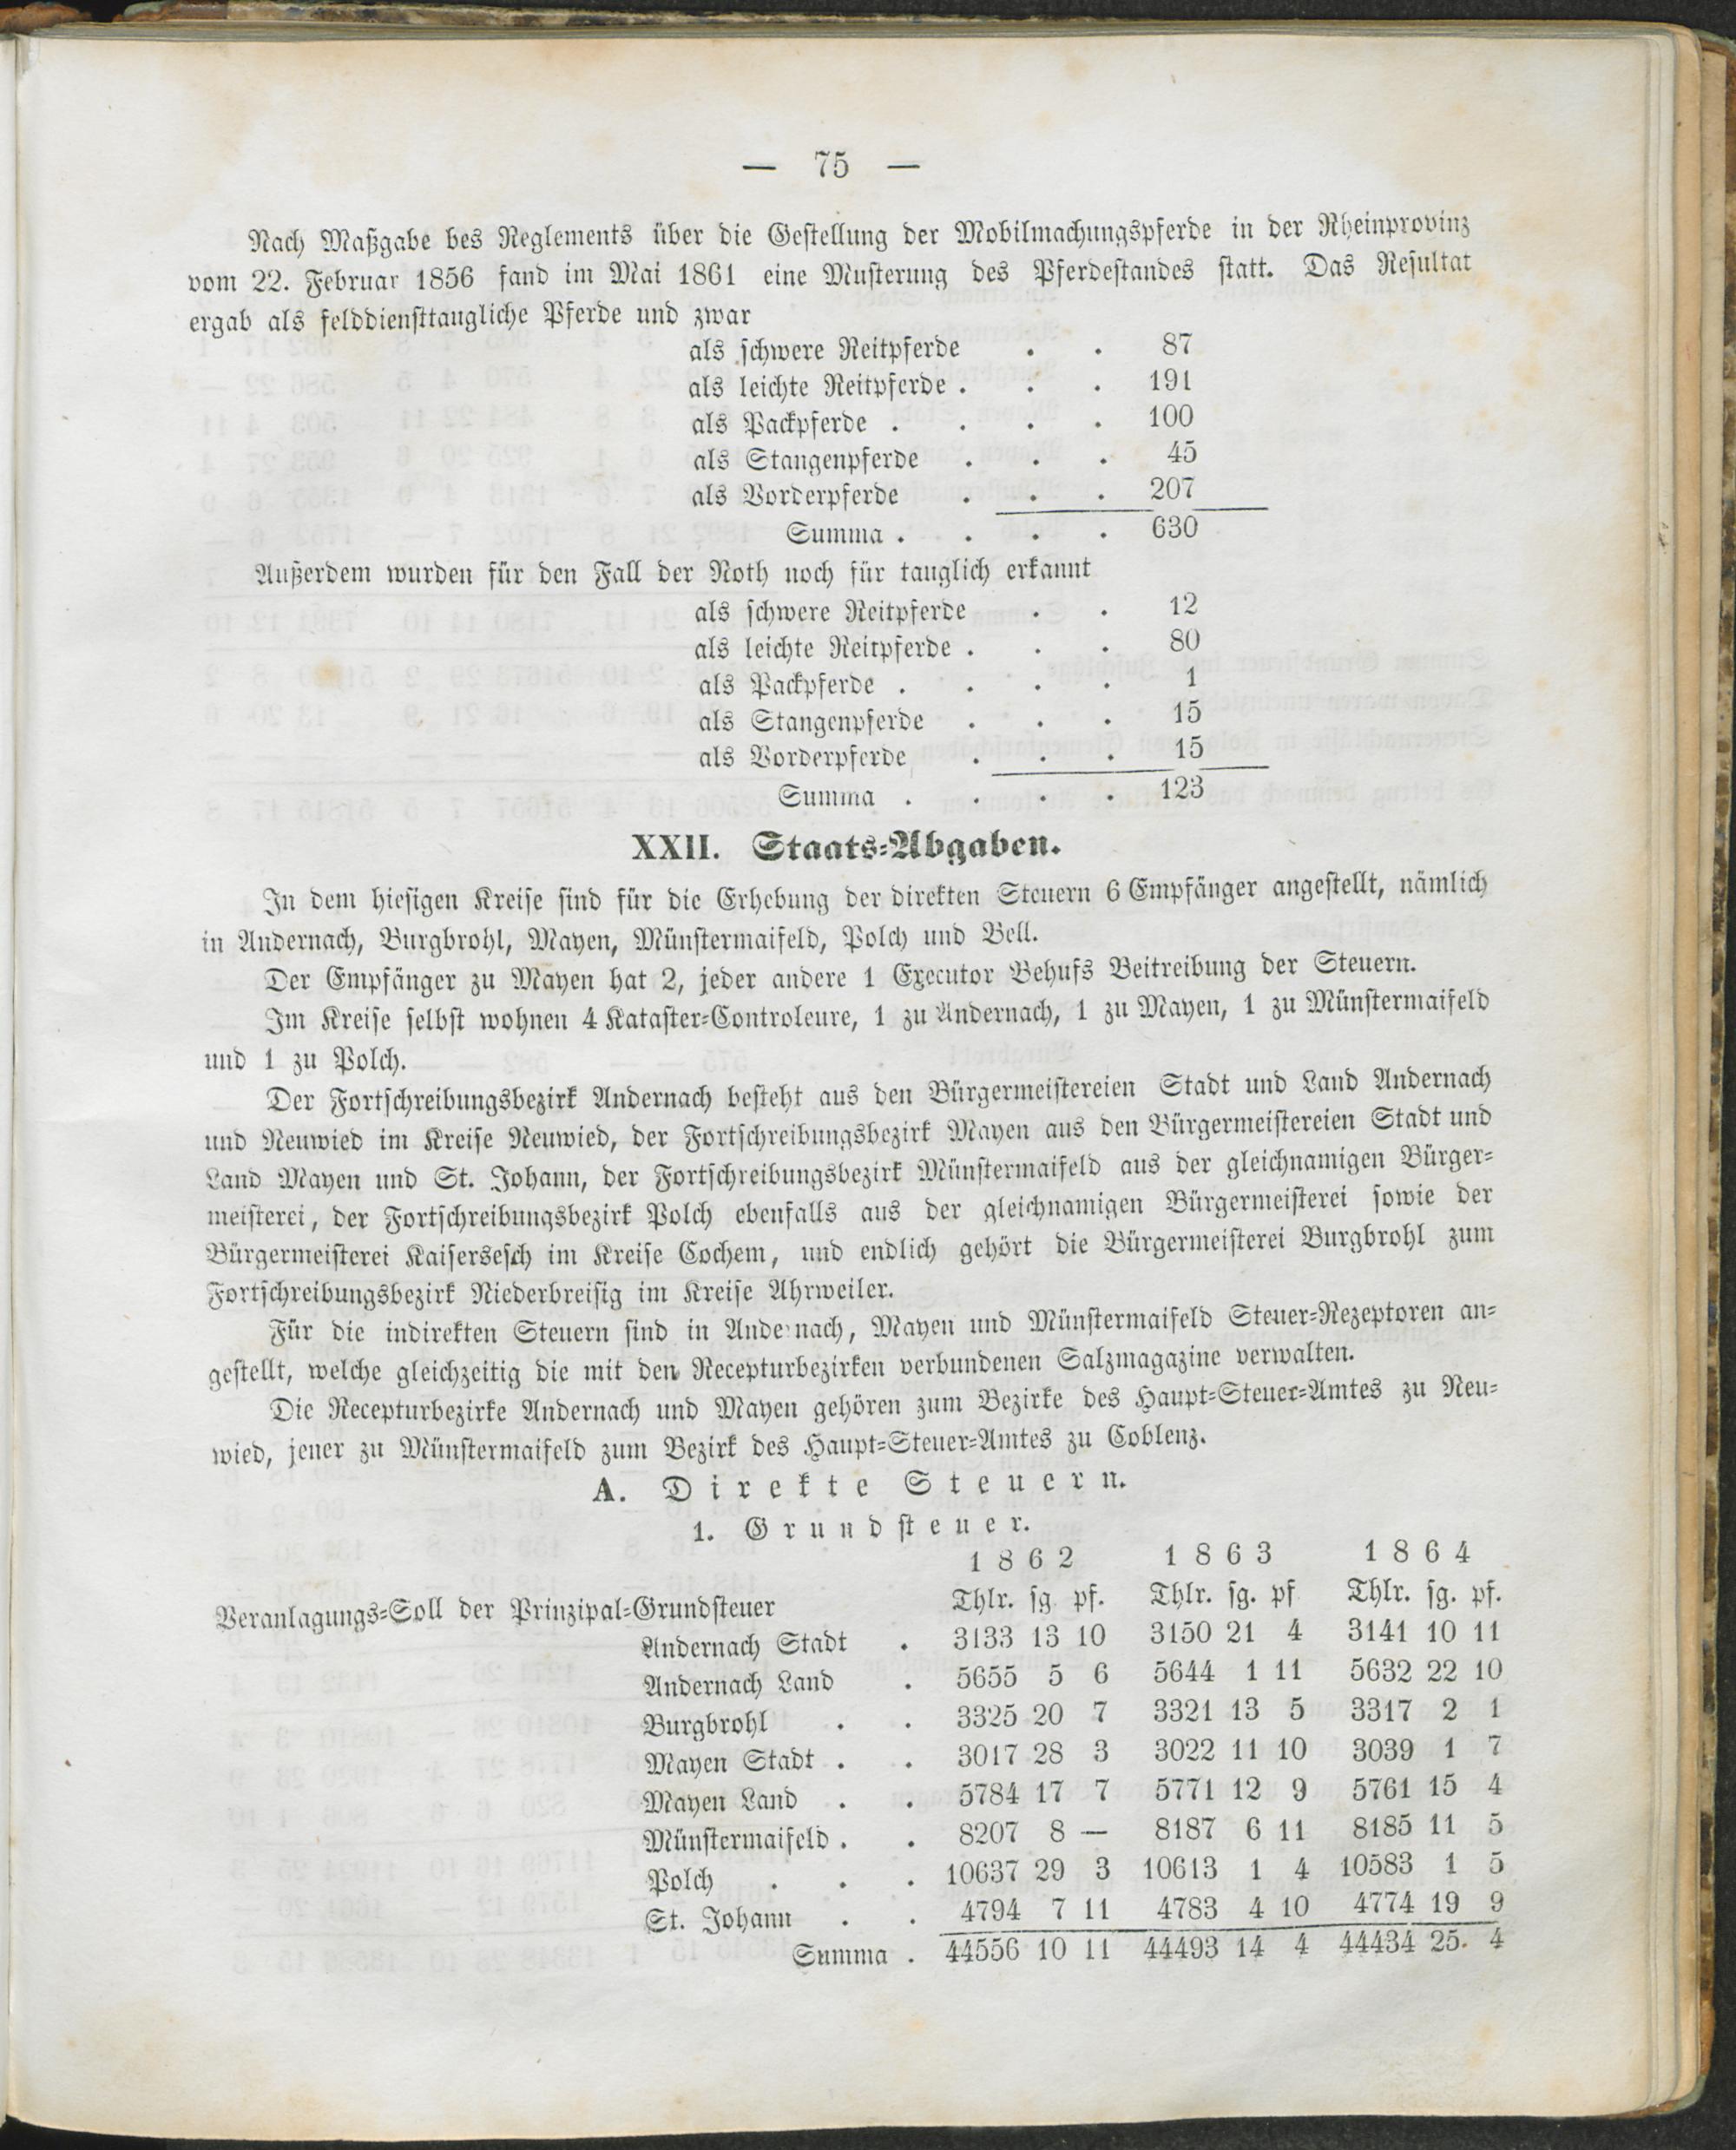 — 75 —
Nach Maßgabe bes Reglements über die Gestellung der Mobilmachungspferde in der Rheinprovinz
vom 22. Februar 1856 fand im Mai 1861 eine Musterung des Pferdestandes statt. Das Resultat
ergab als felddiensttaugliche Pferde und zwar
als schwere Reitpferde . . 87
als leichte Reitpferde . . . 191
als Packpferde . . . . 100
als Stangenpferde . . . 45
als Vorderpferde . . . 207
Summa . . . . 630
Außerdem wurden für den Fall der Noth noch für tauglich erkannt
als schwere Reitpferde . . 12
als leichte Reitpferde . . . 80
als Packpferde . . . . 1
als Stangenpferde . . . 15
als Vorderpferde . . . 15
Summa . . . . 123
XXII. Staats-Abgaben.
In dem hiesigen Kreise sind für die Erhebung der direkten Steuern 6 Empfänger angestellt, nämlich
in Andernach, Burgbrohl, Mayen, Münstermaifeld, Polch und Bell.
Der Empfänger zu Mayen hat 2, jeder andere 1 Executor Behufs Beitreibung der Steuern.
Im Kreise selbst wohnen 4 Kataster-Controleure, 1 zu Andernach, 1 zu Mayen, 1 zu Münstermaifeld
und 1 zu Polch.
Der Fortschreibungsbezirk Andernach besteht aus den Bürgermeistereien Stadt und Land Andernach
und Neuwied im Kreise Neuwied, der Fortschreibungsbezirk Mayen aus den Bürgermeistereien Stadt und
Land Mayen und St. Johann, der Fortschreibungsbezirk Münstermaifeld aus der gleichnamigen Bürger-
meisterei, der Fortschreibungsbezirk Polch ebenfalls aus der gleichnamigen Bürgermeisterei sowie der
Bürgermeisterei Kaisersesch im Kreise Cochem, und endlich gehört die Bürgermeisterei Burgbrohl zum
Fortschreibungsbezirk Niederbreisig im Kreise Ahrweiler.
Für die indirekten Steuern sind in Ande nach, Mayen und Münstermaifeld Steuer-Rezeptoren an-
gestellt, welche gleichzeitig die mit den Recepturbezirken verbundenen Salzmagazine verwalten.
Die Recepturbezirke Andernach und Mayen gehören zum Bezirke des Haupt-Steuer-Amtes zu Neu-
wied, jener zu Münstermaifeld zum Bezirk des Haupt-Steuer-Amtes zu Coblenz.
A. Direkte Steuern.
1. Grundsteuer.
1862 1863 1864
Veranlagungs-Soll der Prinzipal-Grundsteuer Thlr. sg pf. Thlr. sg. pf Thlr. sg. pf.
Andernach Stadt . 3133 13 10 3150 21 4 3141 10 11
Andernach Land . 5655 5 6 5644 1 11 5632 22 10
Burgbrohl . . 3325 20 7 3321 13 5 3317 2 1
Mayen Stadt . . 3017 28 3 3022 11 10 3039 1 7
Mayen Land . . 5784 17 7 5771 12 9 5761 15 4
Münstermaifeld . . 8207 8 — 8187 6 11 8185 11 5
Polch . . . 10637 29 3 10613 1 4 10583 1 5
St. Johann . . 4794 7 11 4783 4 10 4774 19 9
Summa . 44556 10 11 44493 14 4 44434 25. 4